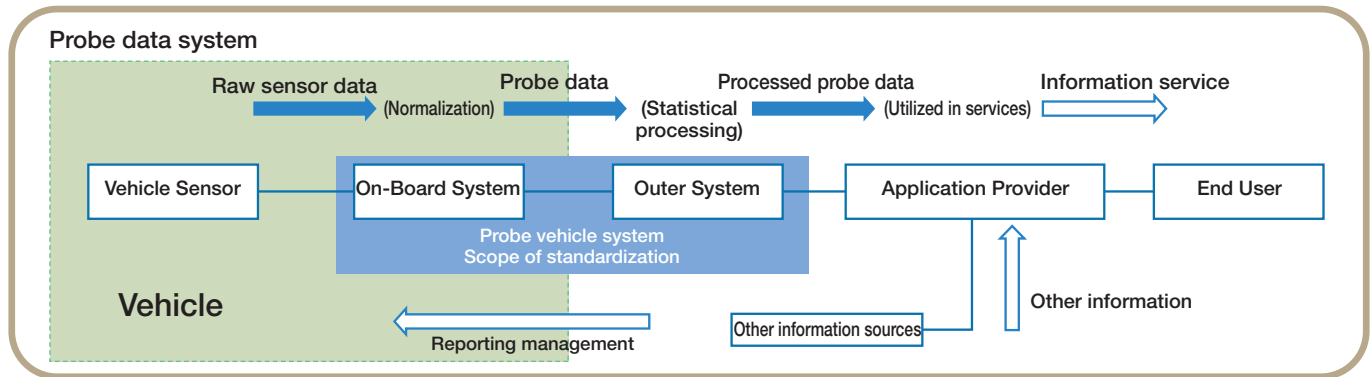 Probe data system
Raw sensor data
(Normalization)
Probe data
(Statistical
processing)
Processed probe data
(Utilized in services)
Information service
Vehicle Sensor
On-Board System
Outer System
Application Provider
End User
Probe vehicle system
Scope of standardization
Vehicle
Reporting management
Other information sources
Other information